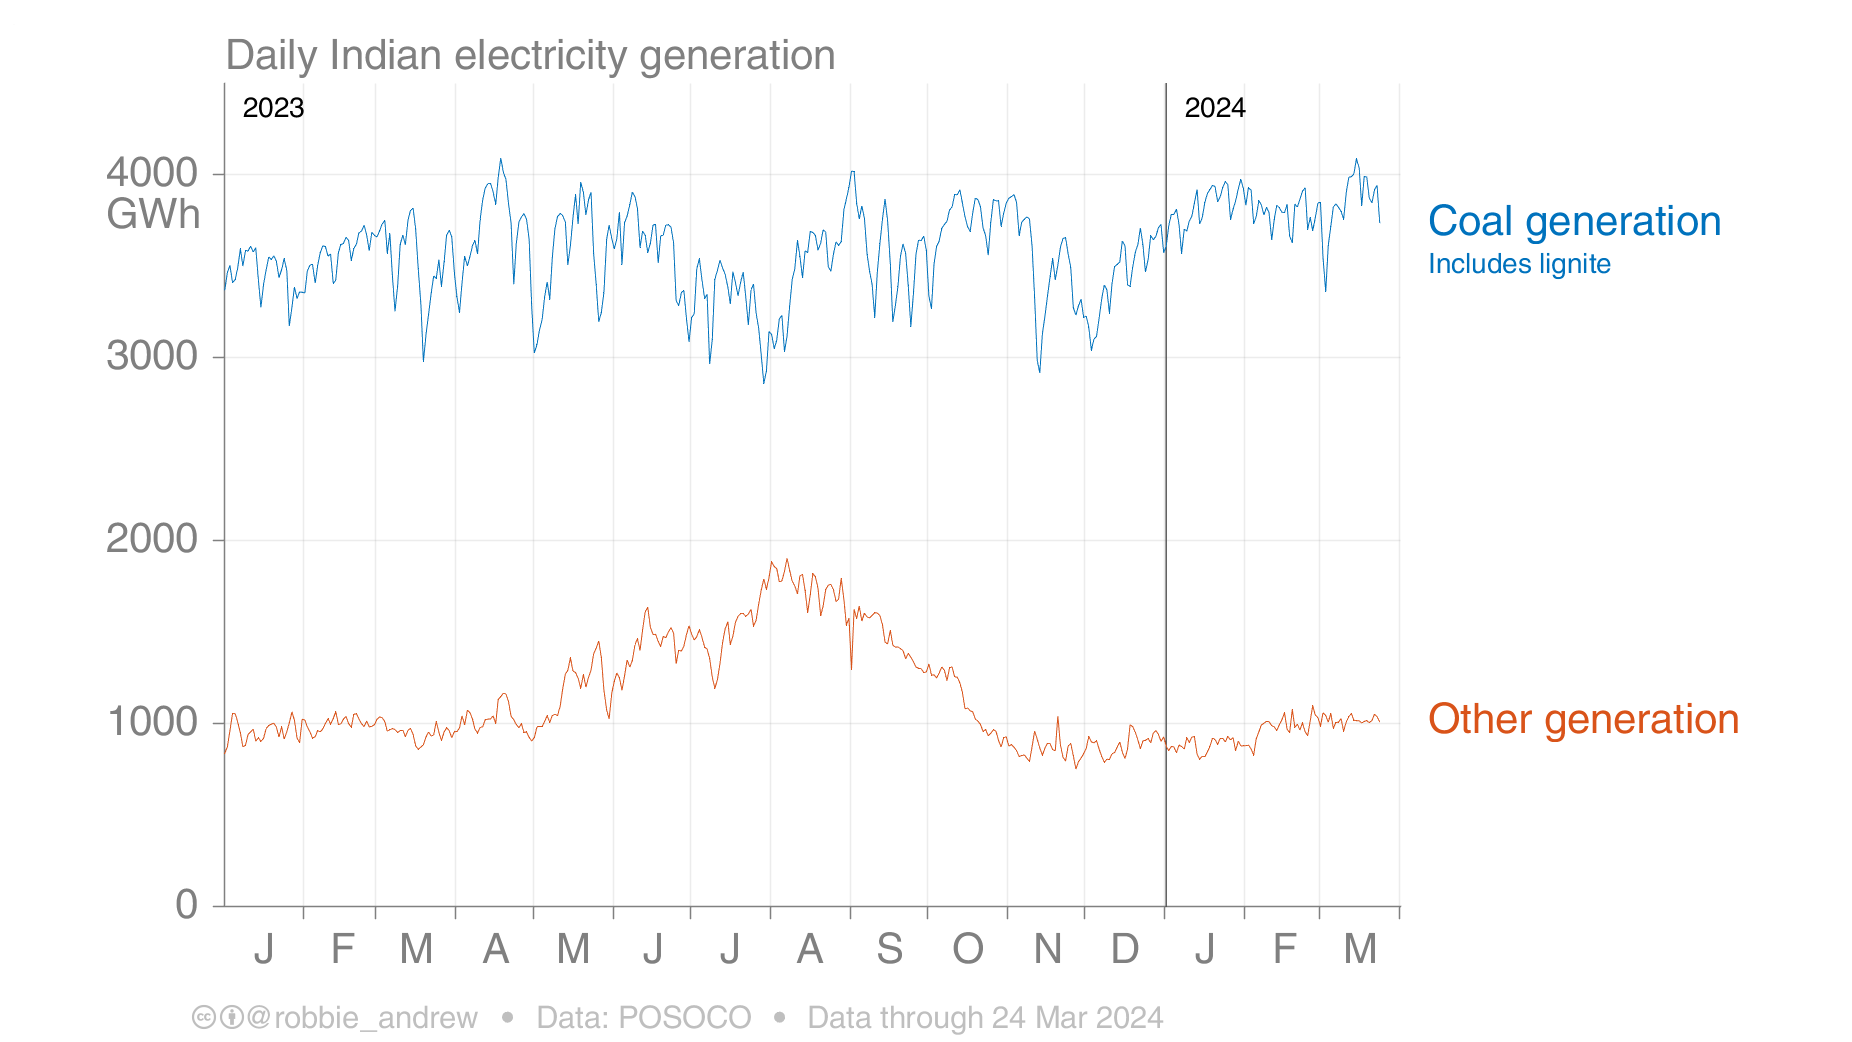 Daily Indian electricity generation
2023
2024
4000
GWh
3000
2000
1000
0
Coal generation
Includes lignite
Other generation
J F M A M J J A S O N D J F M
@robbie_andrew • Data: POSOCO • Data through 24 Mar 2024